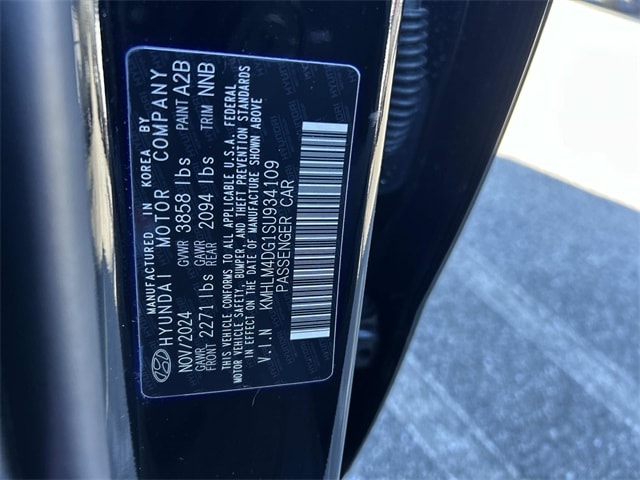 MANUFACTURED IN KOREA BY
HYUNDAI MOTOR COMPANY
NOV/2024 GVWR 3858 lbs PAINT A2B
GAWR FRONT 2271 lbs GAWR REAR 2094 lbs TRIM NNB
THIS VEHICLE CONFORMS TO ALL APPLICABLE U.S.A. FEDERAL
MOTOR VEHICLE SAFETY, BUMPER, AND THEFT PREVENTION STANDARDS
IN EFFECT ON THE DATE OF MANUFACTURE SHOWN ABOVE
V.I.N KMHLM4DG1SU934109
PASSENGER CAR